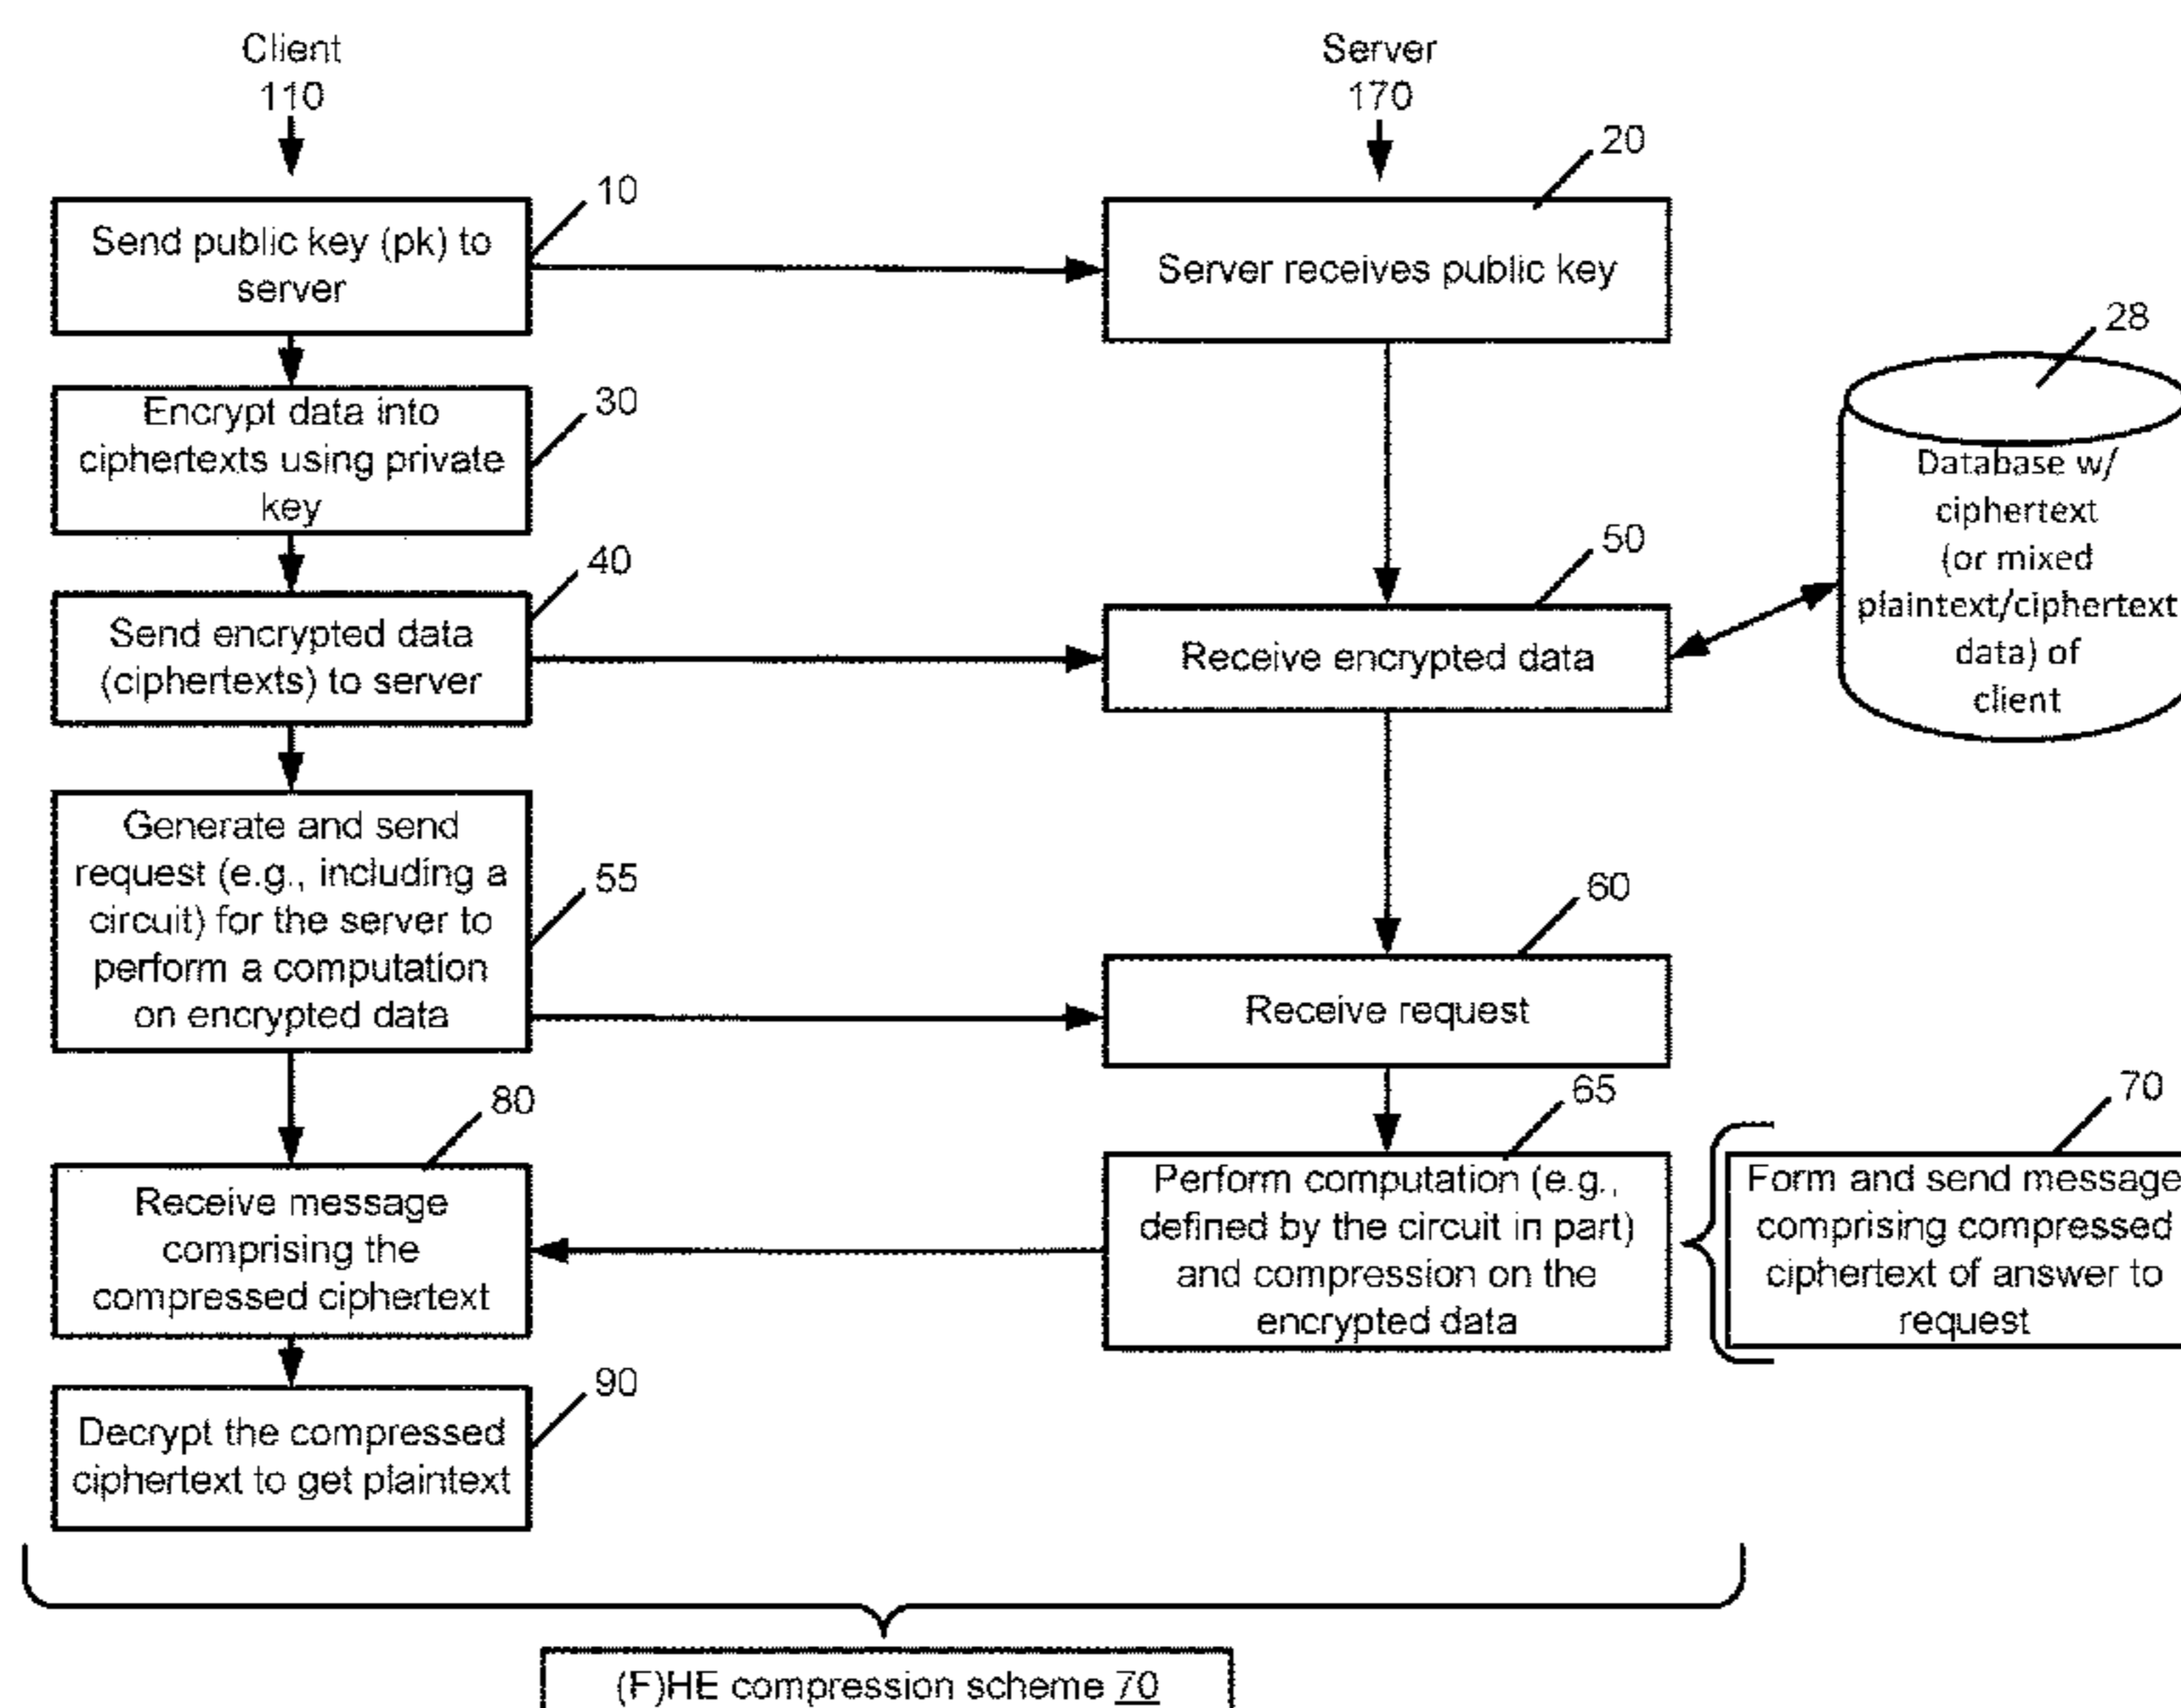 Client
110
Server
170
10
20
Send public key (pk) to
server
Server receives public key
28
30
Encrypt data into
ciphertexts using private
key
Database w/
ciphertext
(or mixed
plaintext/ciphertext
data) of
client
40
50
Send encrypted data
(ciphertexts) to server
Receive encrypted data
55
Generate and send
request (e.g., including a
circuit) for the server to
perform a computation
on encrypted data
60
Receive request
80
65
70
Receive message
comprising the
compressed ciphertext
Perform computation (e.g.,
defined by the circuit in part)
and compression on the
encrypted data
Form and send message
comprising compressed
ciphertext of answer to
request
90
Decrypt the compressed
ciphertext to get plaintext
(F)HE compression scheme 70